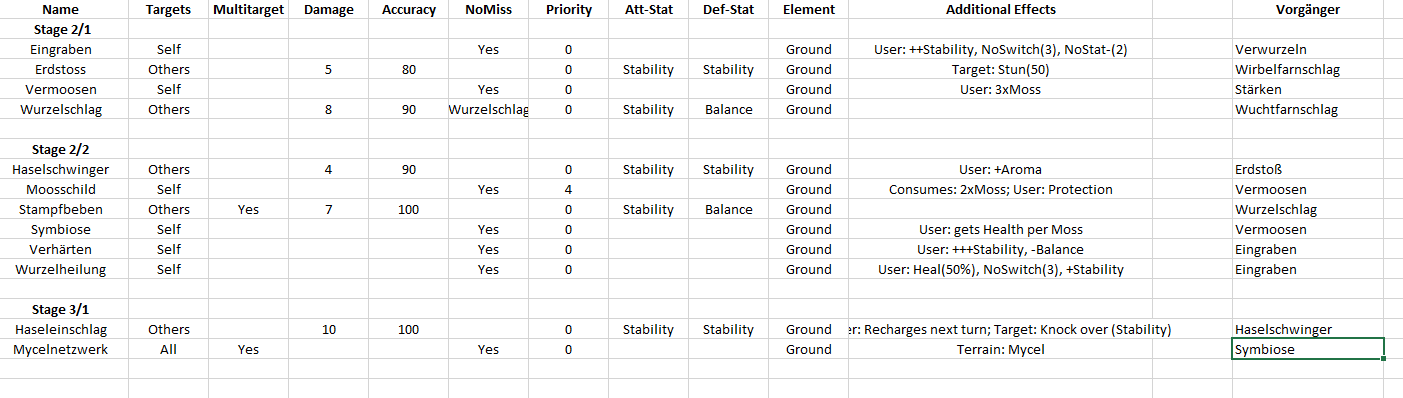 Name Targets Multitarget Damage Accuracy NoMiss Priority Att-Stat Def-Stat Element Additional Effects Vorgänger
Stage 2/1
Eingraben Self Yes 0 Ground User: ++Stability, NoSwitch(3), NoStat-(2) Verwurzeln
Erdstoss Others 5 80 0 Stability Stability Ground Target: Stun(50) Wirbelfarnschlag
Vermoosen Self Yes 0 Ground User: 3xMoss Stärken
Wurzelschlag Others 8 90 Wurzelschlag 0 Stability Balance Ground Wuchtfarnschlag
Stage 2/2
Haselschwinger Others 4 90 0 Stability Stability Ground User: +Aroma Erdstoß
Moosschild Self Yes 4 Ground Consumes: 2xMoss; User: Protection Vermoosen
Stampfbeben Others Yes 7 100 0 Stability Balance Ground Wurzelschlag
Symbiose Self Yes 0 Ground User: gets Health per Moss Vermoosen
Verhärten Self Yes 0 Ground User: +++Stability, -Balance Eingraben
Wurzelheilung Self Yes 0 Ground User: Heal(50%), NoSwitch(3), +Stability Eingraben
Stage 3/1
Haseleinschlag Others 10 100 0 Stability Stability Ground er: Recharges next turn; Target: Knock over (Stability) Haselschwinger
Mycelnetzwerk All Yes Yes 0 Ground Terrain: Mycel Symbiose